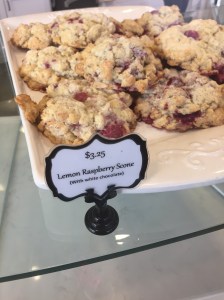 $3.25
Lemon Raspberry Scone
(with white chocolate)